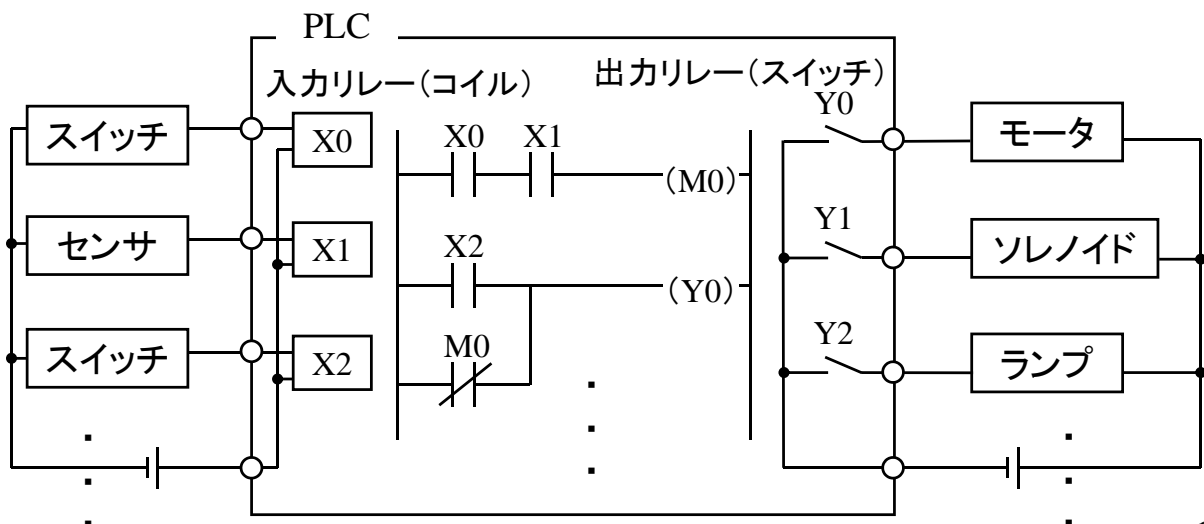 PLC
入力リレー(コイル)
出力リレー(スイッチ)
スイッチ
X0
X0
X1
(M0)
Y0
モータ
センサ
X1
X2
(Y0)
Y1
ソレノイド
スイッチ
X2
M0
Y2
ランプ